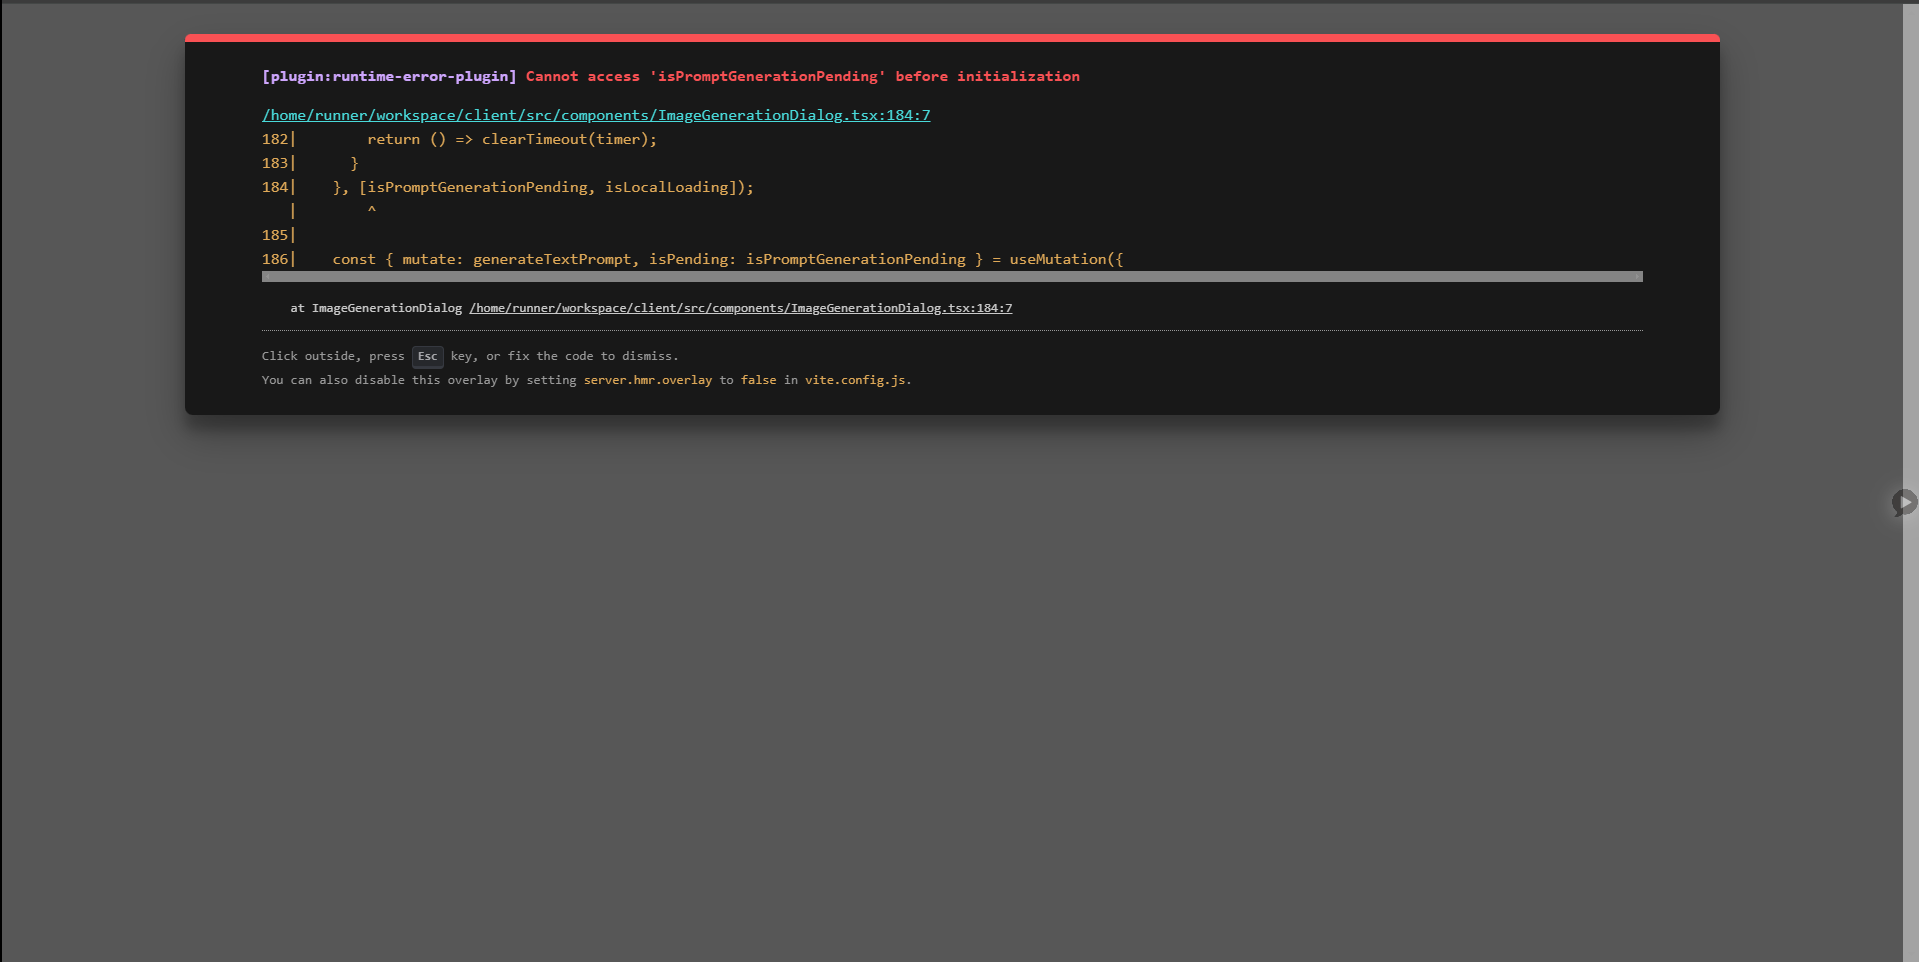 [plugin:runtime-error-plugin] Cannot access 'isPromptGenerationPending' before initialization
/home/runner/workspace/client/src/components/ImageGenerationDialog.tsx:184:7
182|        return () => clearTimeout(timer);
183|      }
184|    }, [isPromptGenerationPending, isLocalLoading]);
   |        ^
185|
186|    const { mutate: generateTextPrompt, isPending: isPromptGenerationPending } = useMutation({
    at ImageGenerationDialog /home/runner/workspace/client/src/components/ImageGenerationDialog.tsx:184:7
Click outside, press Esc key, or fix the code to dismiss.
You can also disable this overlay by setting server.hmr.overlay to false in vite.config.js.